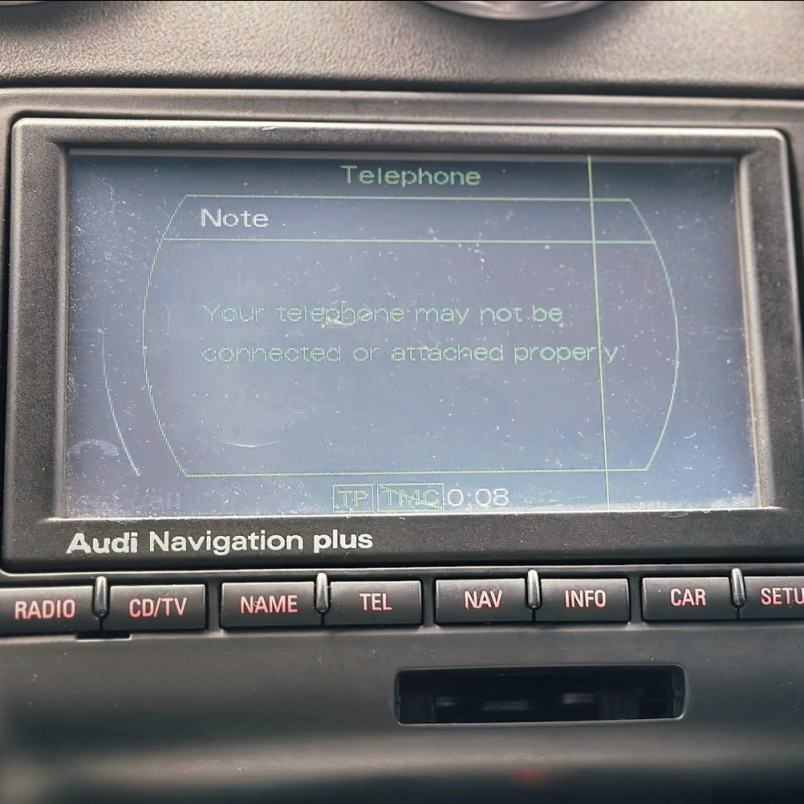 Telephone
Note
Your telephone may not be
connected or attached properly
TP TMC 0:08
Audi Navigation plus
RADIO CD/TV NAME TEL NAV INFO CAR SETU